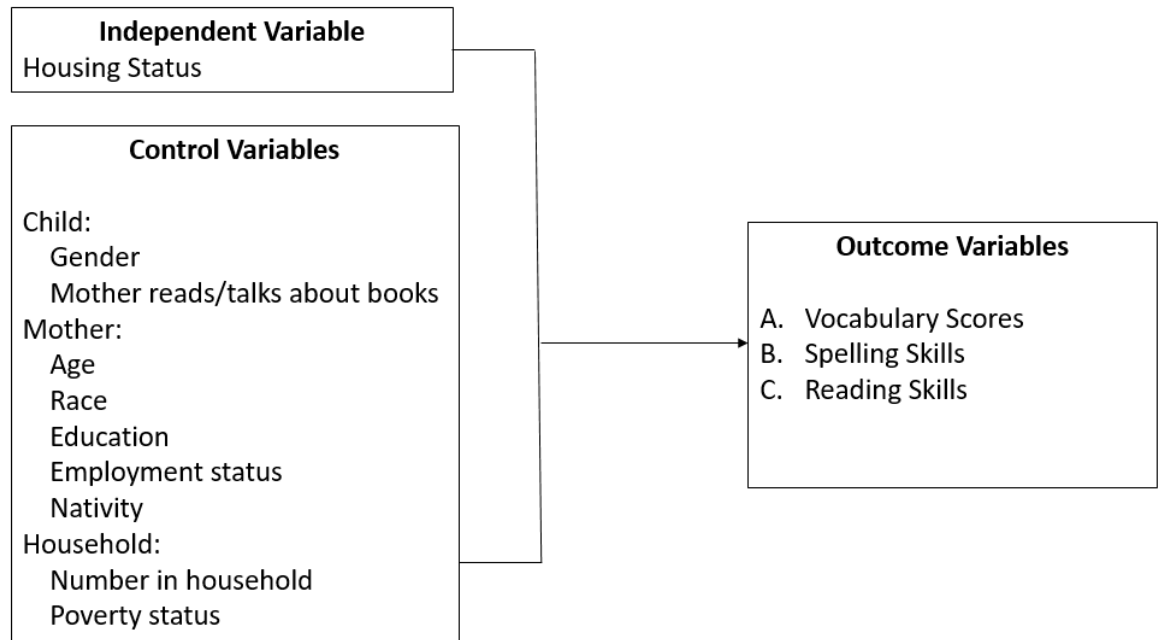 Independent Variable
Housing Status
Control Variables
Child:
Gender
Mother reads/talks about books
Mother:
Age
Race
Education
Employment status
Nativity
Household:
Number in household
Poverty status
Outcome Variables
A. Vocabulary Scores
B. Spelling Skills
C. Reading Skills